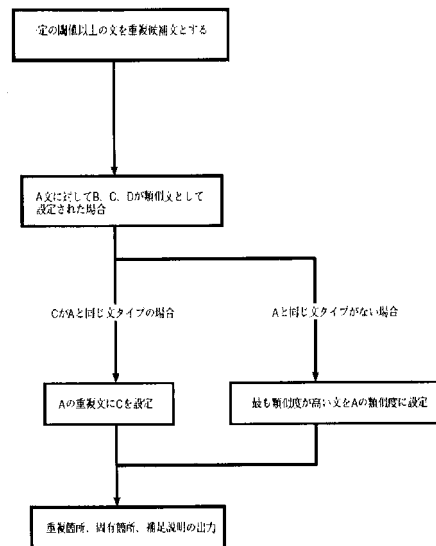 一定の閾値以上の文を重複候補文とする
A文に対してB、C、Dが類似文として
設定された場合
CがAと同じ文タイプの場合
Aと同じ文タイプがない場合
Aの重複文にCを設定
最も類似度が高い文をAの類似度に設定
重複箇所、固有箇所、補足説明の出力